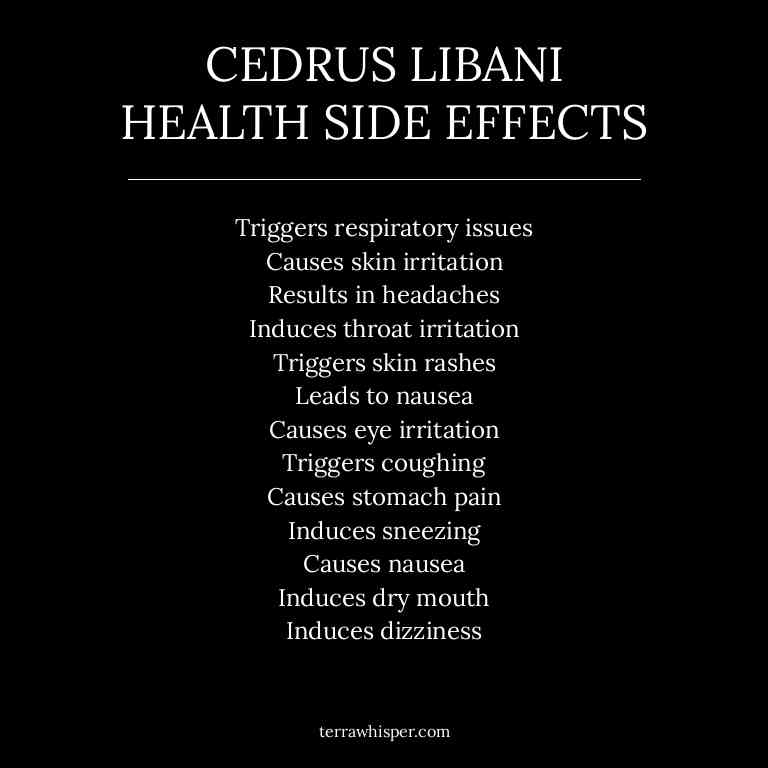 CEDRUS LIBANI
HEALTH SIDE EFFECTS
Triggers respiratory issues
Causes skin irritation
Results in headaches
Induces throat irritation
Triggers skin rashes
Leads to nausea
Causes eye irritation
Triggers coughing
Causes stomach pain
Induces sneezing
Causes nausea
Induces dry mouth
Induces dizziness
terrawhisper.com